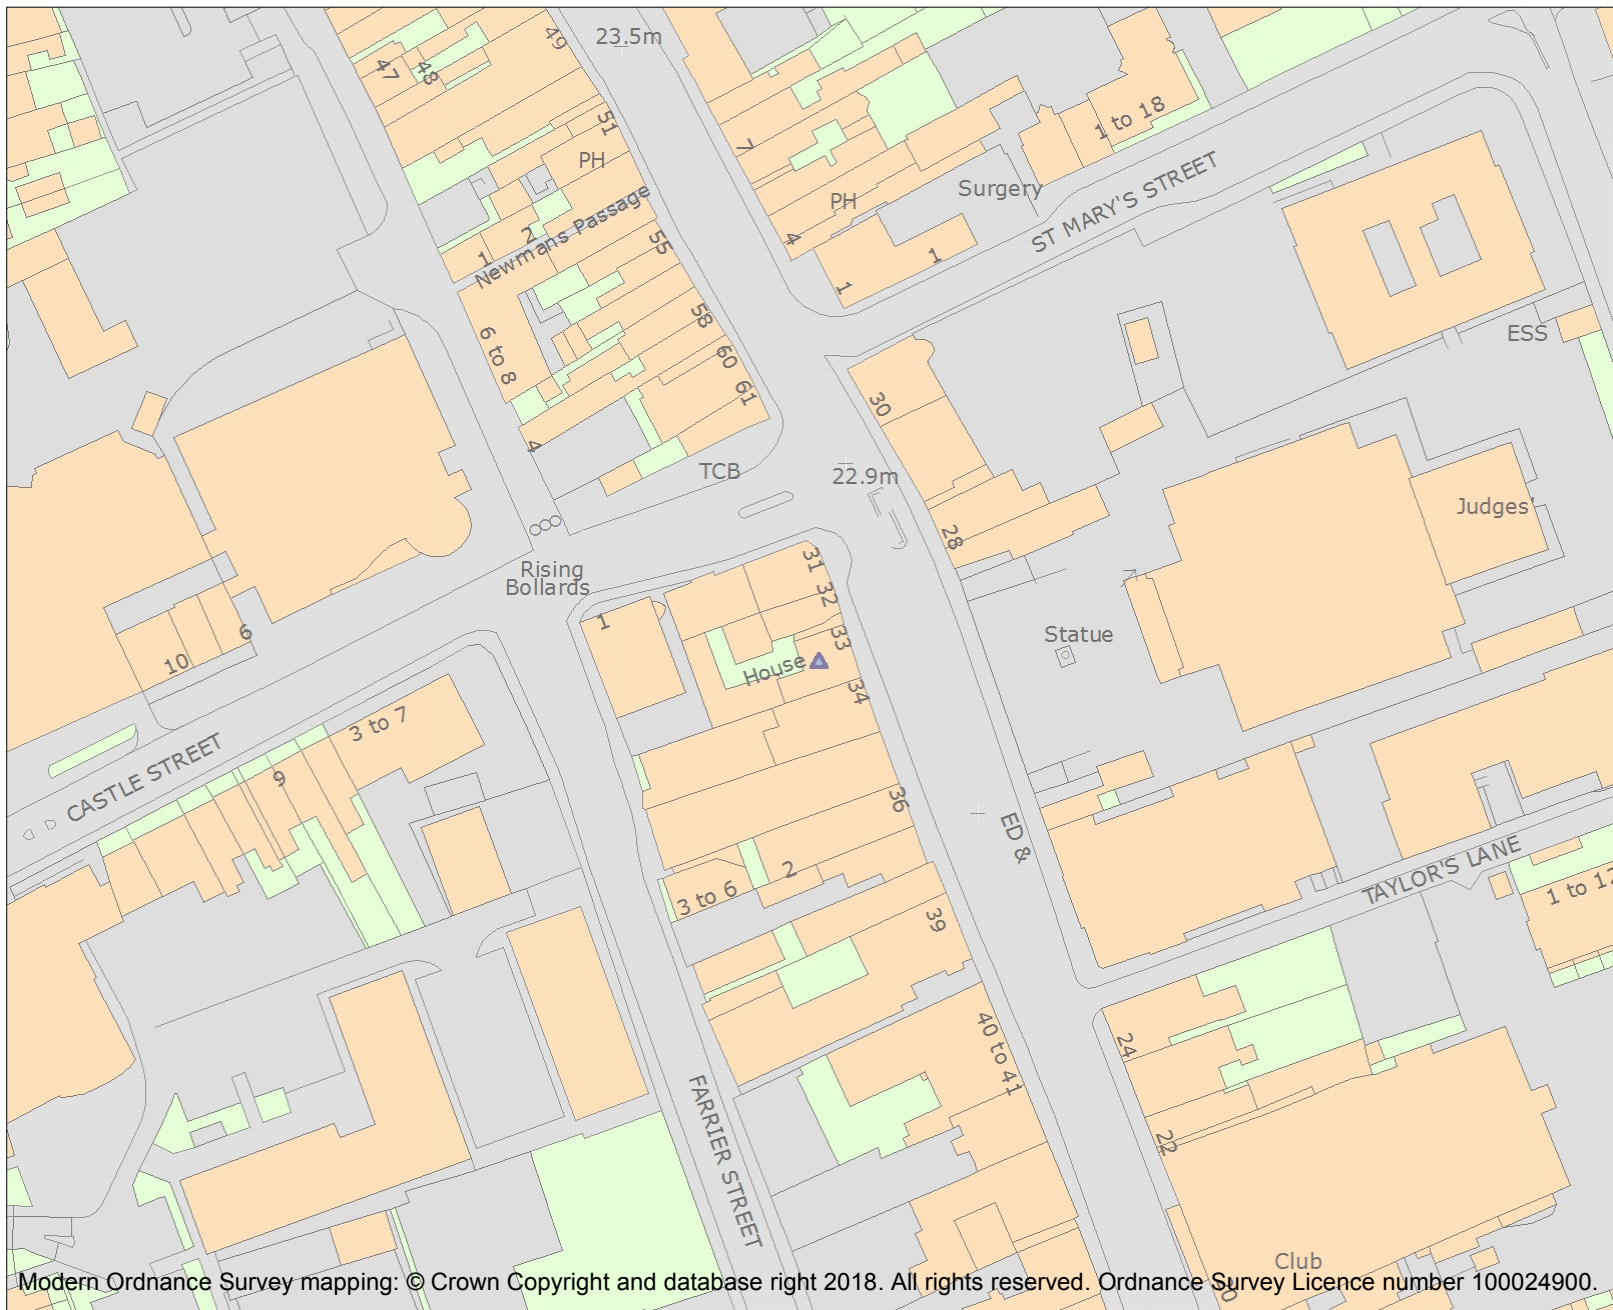 49
23.5m
47
48
51
PH
7
1 to 18
Surgery
PH
ST MARY'S STREET
Newmans Passage
2
1
55
4
1
1
58
6 to 8
60
61
ESS
30
4
TCB
22.9m
Judges'
28
Rising
Bollards
31
32
1
33
Statue
6
10
House
34
3 to 7
CASTLE STREET
9
36
ED &
2
3 to 6
TAYLOR'S LANE
1 to 12
39
40 to 41
24
22
FARRIER STREET
Club
Modern Ordnance Survey mapping: © Crown Copyright and database right 2018. All rights reserved. Ordnance Survey Licence number 100024900.